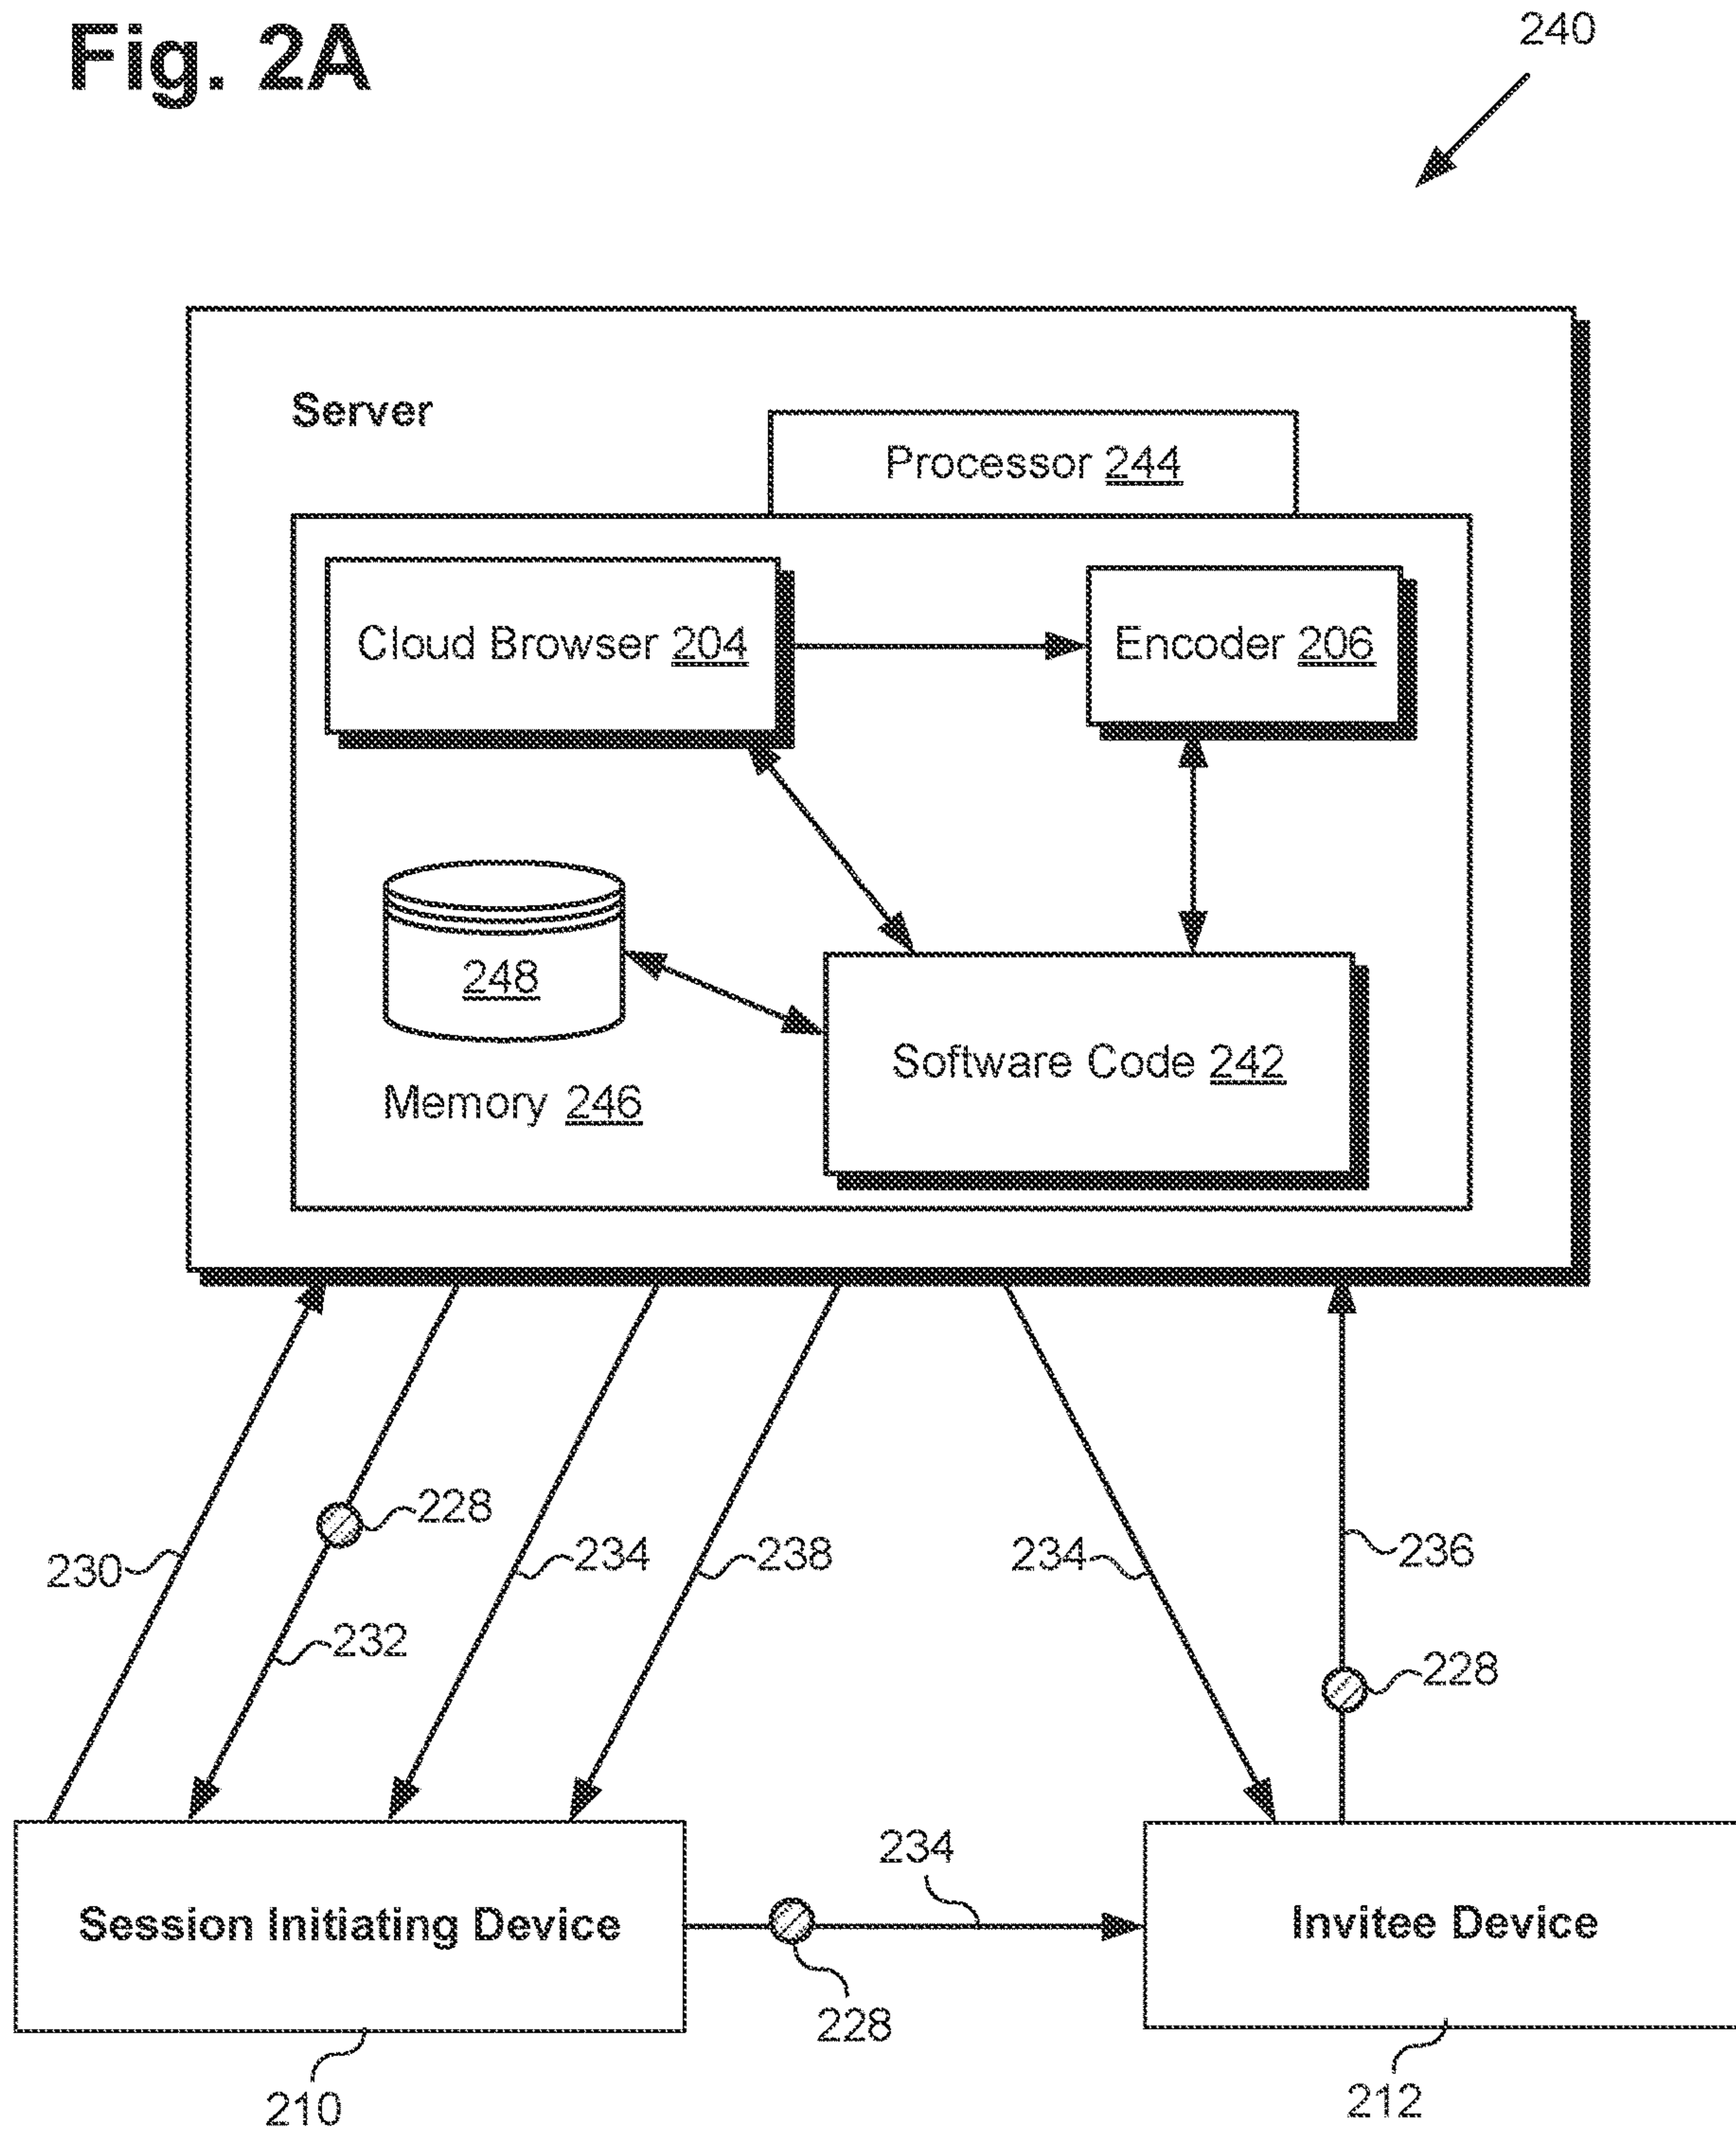 Fig. 2A
240
Server
Processor 244
Cloud Browser 204
Encoder 206
248
Memory 246
Software Code 242
228
230
232
234
238
234
236
228
234
Session Initiating Device
Invitee Device
228
210
212